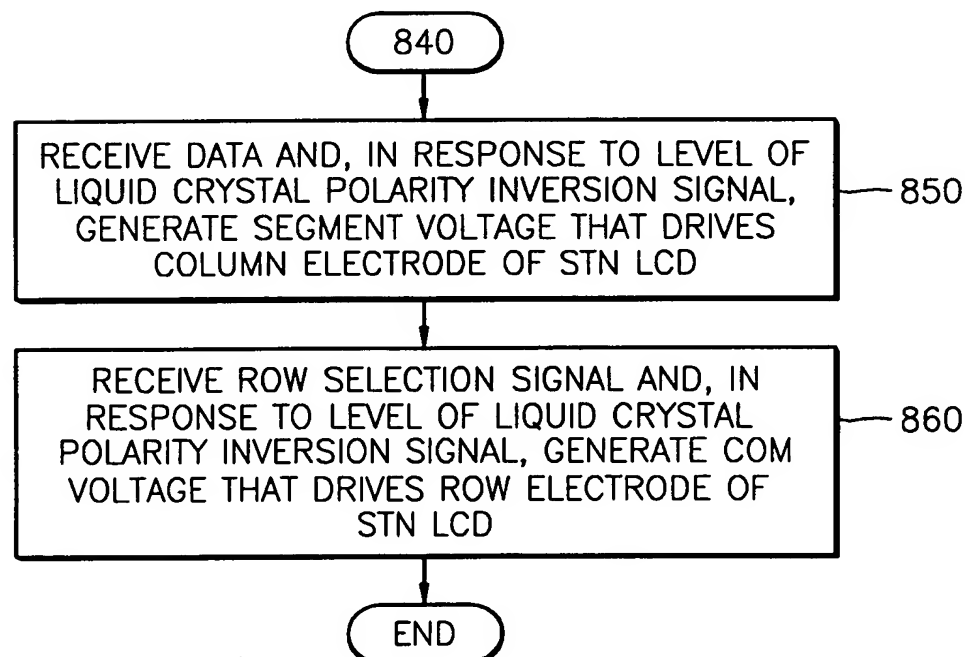 840
RECEIVE DATA AND, IN RESPONSE TO LEVEL OF
LIQUID CRYSTAL POLARITY INVERSION SIGNAL,
GENERATE SEGMENT VOLTAGE THAT DRIVES
COLUMN ELECTRODE OF STN LCD
850
RECEIVE ROW SELECTION SIGNAL AND, IN
RESPONSE TO LEVEL OF LIQUID CRYSTAL
POLARITY INVERSION SIGNAL, GENERATE COM
VOLTAGE THAT DRIVES ROW ELECTRODE OF
STN LCD
860
END